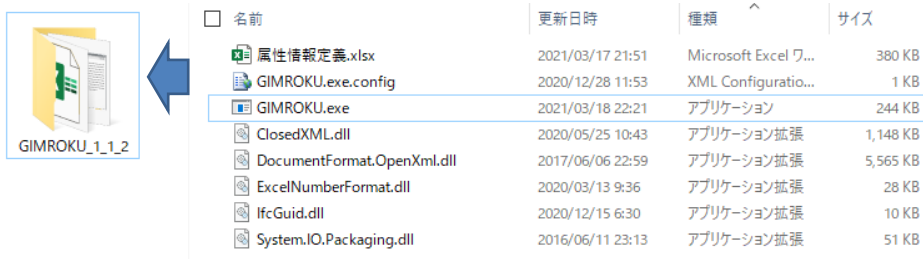 GIMROKU_1_1_2
名前 更新日時 種類 サイズ
属性情報定義.xlsx 2021/03/17 21:51 Microsoft Excel ワ... 380 KB
GIMROKU.exe.config 2020/12/28 11:53 XML Configuratio... 1 KB
GIMROKU.exe 2021/03/18 22:21 アプリケーション 244 KB
ClosedXML.dll 2020/05/25 10:43 アプリケーション拡張 1,148 KB
DocumentFormat.OpenXml.dll 2017/06/06 22:59 アプリケーション拡張 5,565 KB
ExcelNumberFormat.dll 2020/03/13 9:36 アプリケーション拡張 28 KB
IfcGuid.dll 2020/12/15 6:30 アプリケーション拡張 10 KB
System.IO.Packaging.dll 2016/06/11 23:13 アプリケーション拡張 51 KB